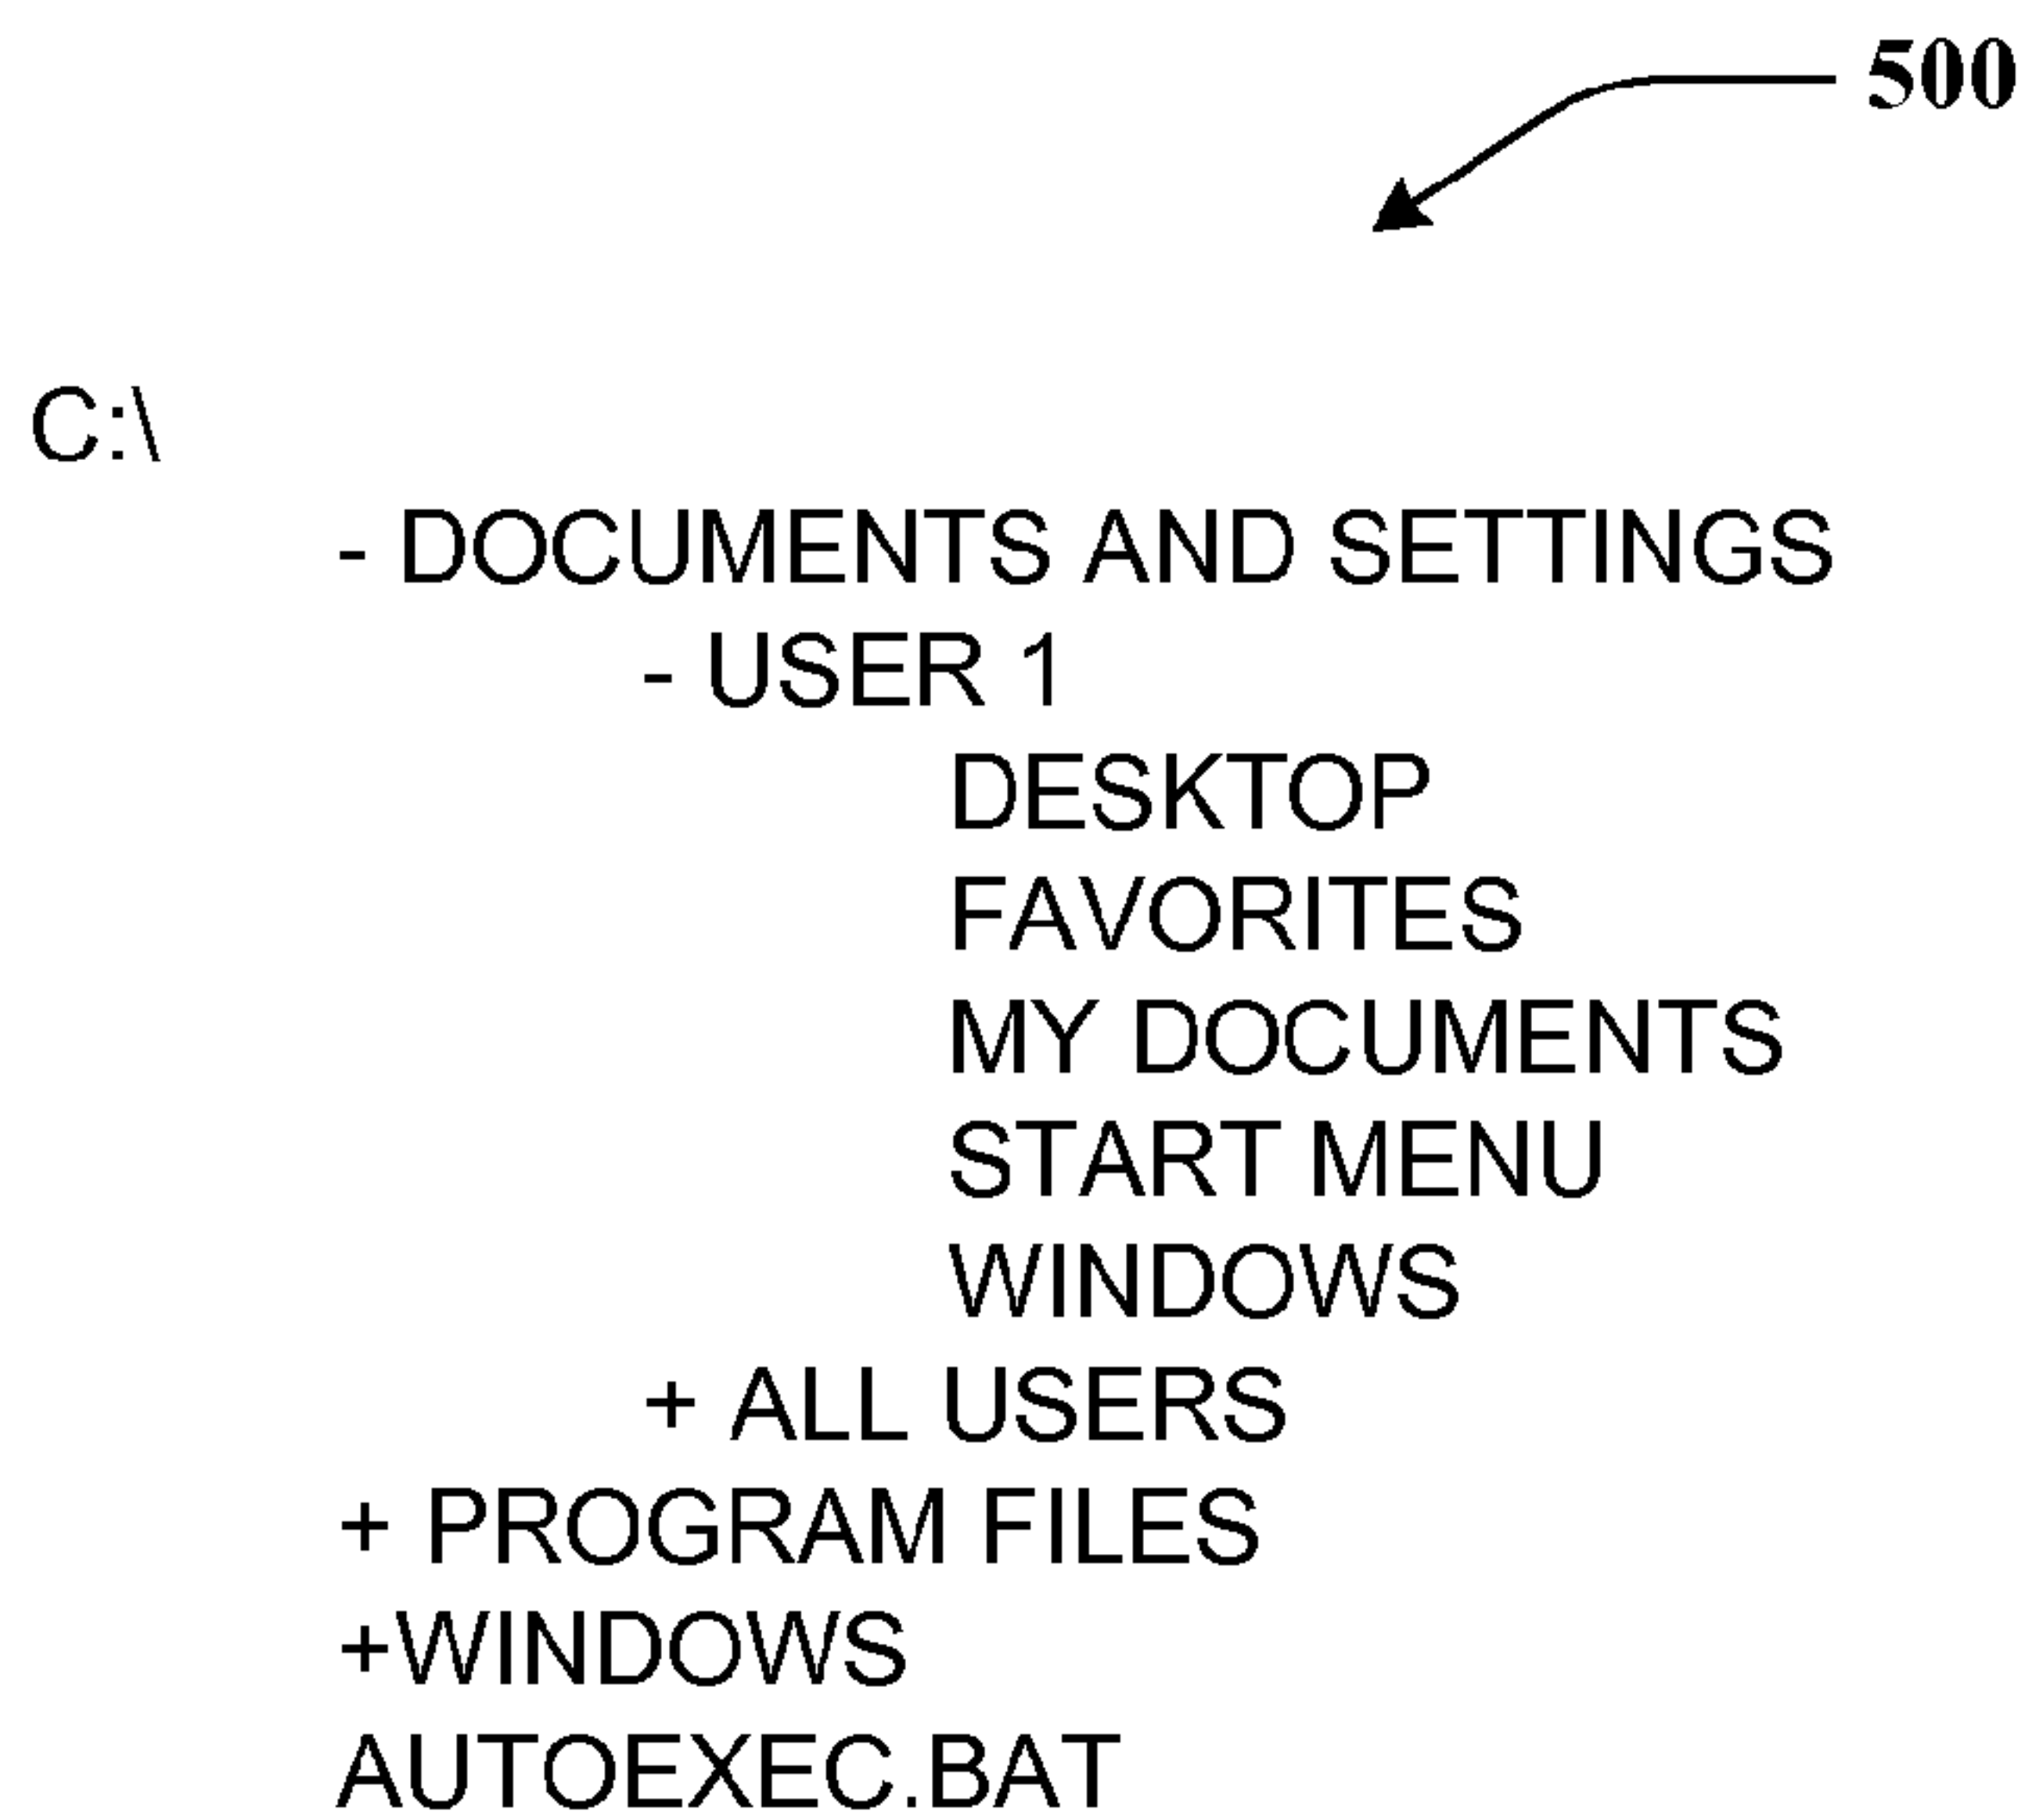 500
C:\
- DOCUMENTS AND SETTINGS
- USER 1
DESKTOP
FAVORITES
MY DOCUMENTS
START MENU
WINDOWS
+ ALL USERS
+ PROGRAM FILES
+WINDOWS
AUTOEXEC.BAT